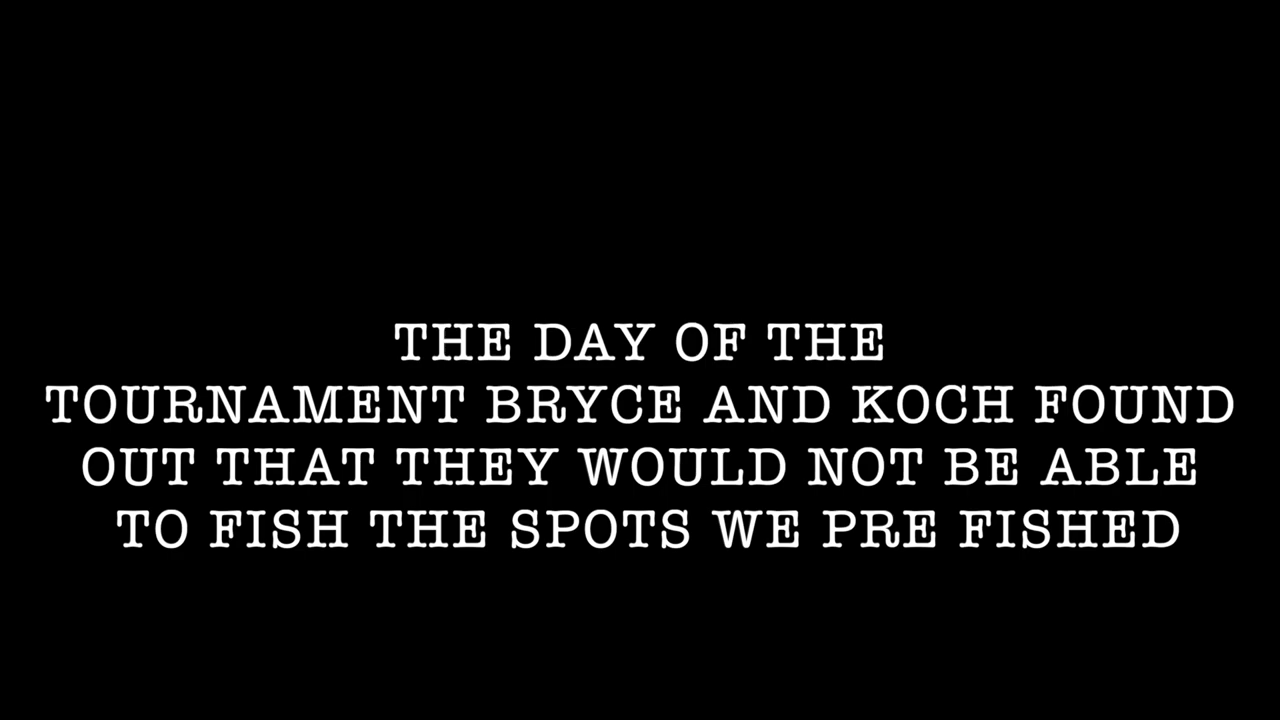 THE DAY OF THE
TOURNAMENT BRYCE AND KOCH FOUND
OUT THAT THEY WOULD NOT BE ABLE
TO FISH THE SPOTS WE PRE FISHED